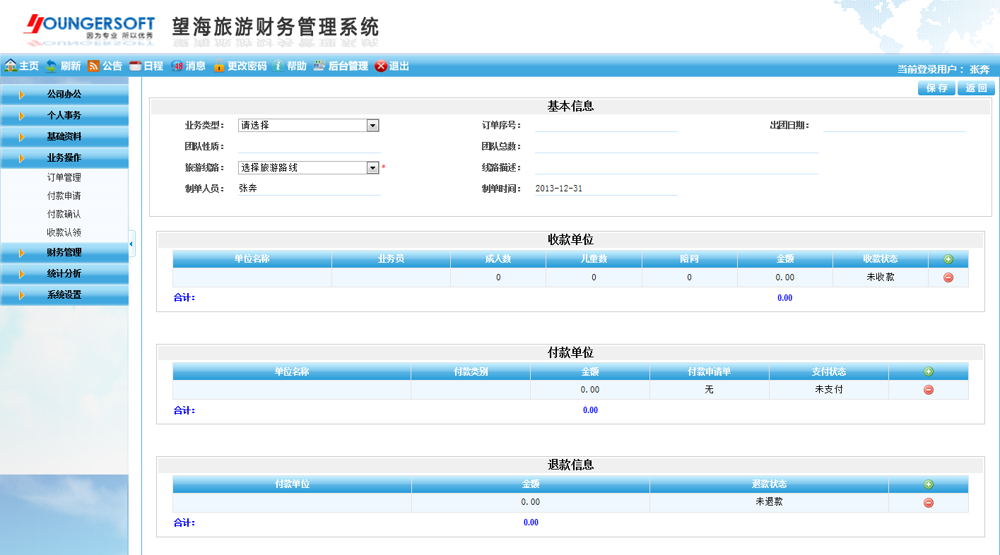 YOUNGERSOFT
因为专业 所以优秀
望海旅游财务管理系统
主页 刷新 公告 日程 48 消息 更改密码 帮助 后台管理 退出
当前登录用户： 张奔
保存 返回
公司办公
个人事务
基础资料
业务操作
订单管理
付款申请
付款确认
收款认领
财务管理
统计分析
系统设置
基本信息
业务类型： 请选择 订单序号： 出团日期：
团队性质： 团队总数：
旅游线路： 选择旅游路线 * 线路描述：
制单人员： 张奔 制单时间： 2013-12-31
收款单位
单位名称 业务员 成人数 儿童数 陪同 金额 收款状态
0 0 0 0.00 未收款
合计： 0.00
付款单位
单位名称 付款类别 金额 付款申请单 支付状态
0.00 无 未支付
合计： 0.00
退款信息
付款单位 金额 退款状态
0.00 未退款
合计： 0.00